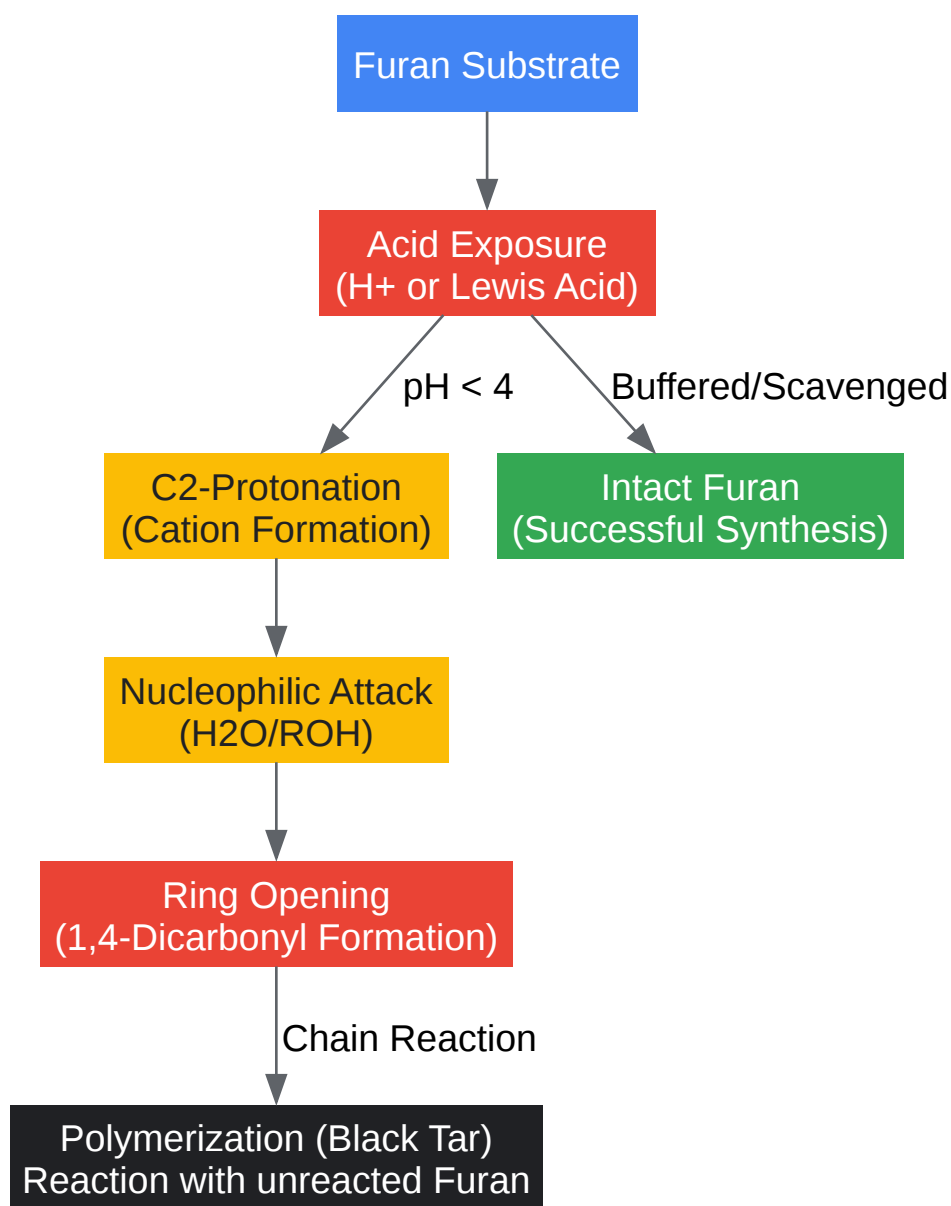 Furan Substrate
Acid Exposure
(H+ or Lewis Acid)
pH < 4
Buffered/Scavenged
C2-Protonation
(Cation Formation)
Intact Furan
(Successful Synthesis)
Nucleophilic Attack
(H2O/ROH)
Ring Opening
(1,4-Dicarbonyl Formation)
Chain Reaction
Polymerization (Black Tar)
Reaction with unreacted Furan